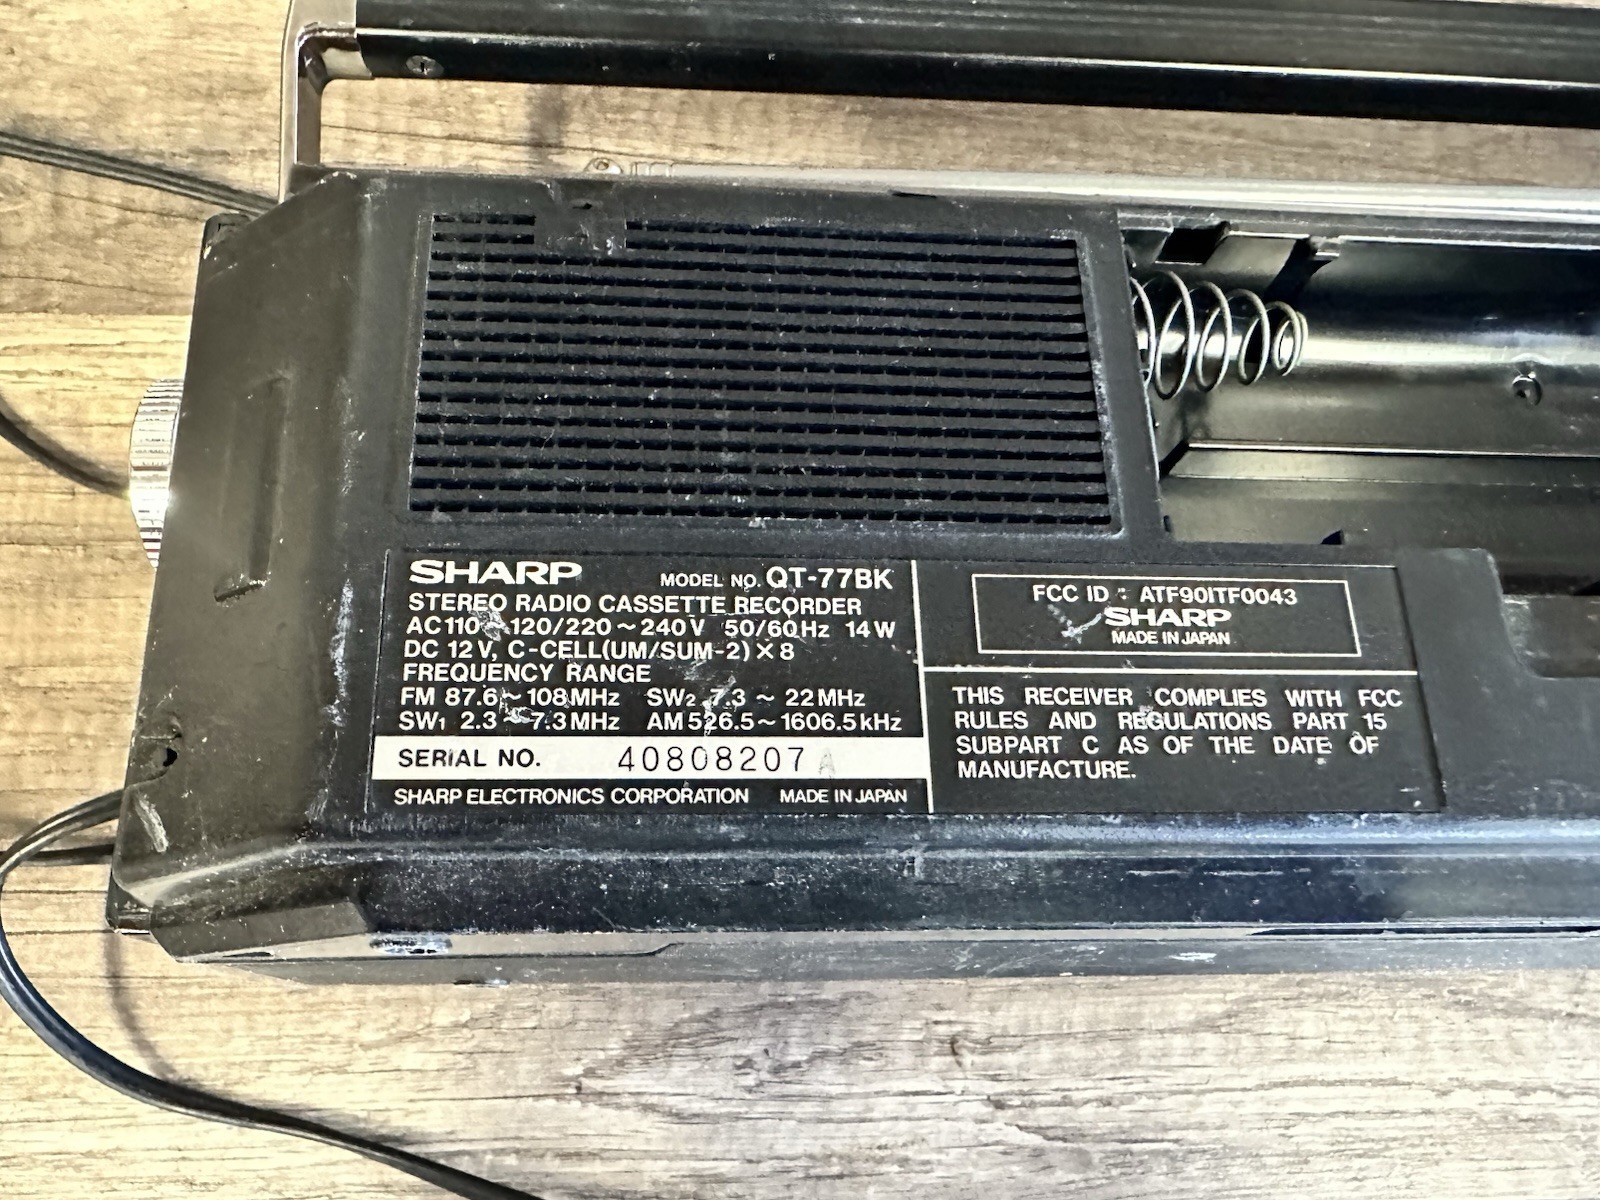 SHARP MODEL NO. QT-77BK
STEREO RADIO CASSETTE RECORDER
AC 110~120/220~240V 50/60Hz 14W
DC 12V, C-CELL(UM/SUM-2)×8
FREQUENCY RANGE
FM 87.6~108MHz SW2 7.3~22MHz
SW1 2.3~7.3MHz AM 526.5~1606.5kHz
SERIAL NO. 40808207 A
SHARP ELECTRONICS CORPORATION MADE IN JAPAN
FCC ID : ATF90ITF0043
SHARP
MADE IN JAPAN
THIS RECEIVER COMPLIES WITH FCC
RULES AND REGULATIONS PART 15
SUBPART C AS OF THE DATE OF
MANUFACTURE.